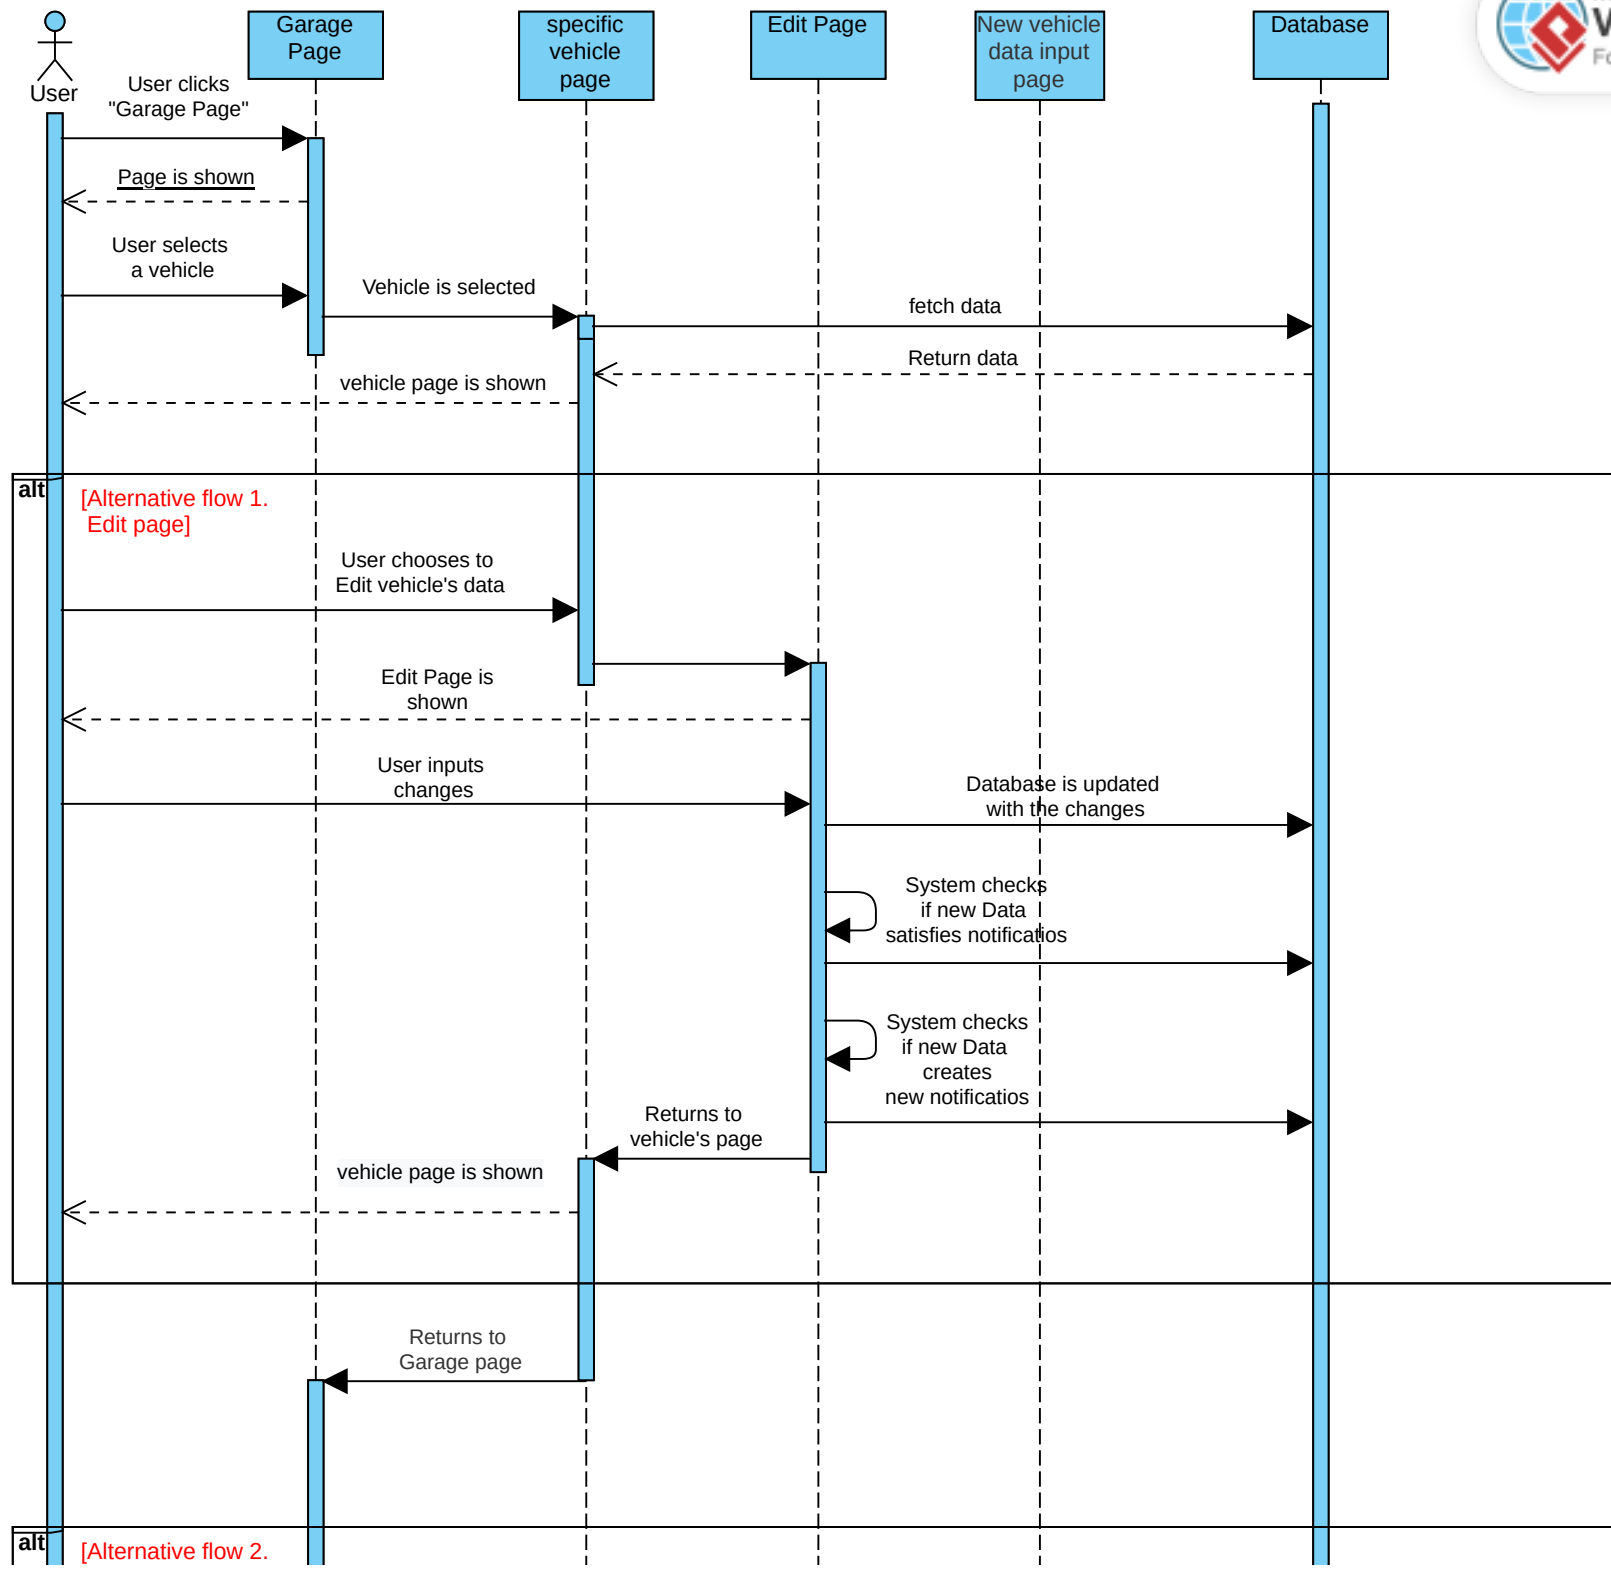 User
Garage
Page
specific
vehicle
page
Edit Page
New vehicle
data input
page
Database
User clicks
"Garage Page"
Page is shown
User selects
a vehicle
Vehicle is selected
fetch data
Return data
vehicle page is shown
alt
[Alternative flow 1.
Edit page]
User chooses to
Edit vehicle's data
Edit Page is
shown
User inputs
changes
Database is updated
with the changes
System checks
if new Data
satisfies notificatios
System checks
if new Data
creates
new notificatios
Returns to
vehicle's page
vehicle page is shown
Returns to
Garage page
alt
[Alternative flow 2.